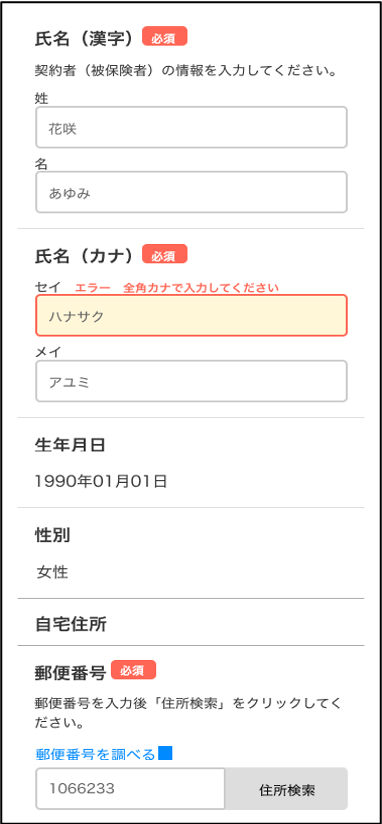 氏名（漢字） 必須
契約者（被保険者）の情報を入力してください。
姓
花咲
名
あゆみ
氏名（カナ） 必須
セイ エラー　全角カナで入力してください
ハナサク
メイ
アユミ
生年月日
1990年01月01日
性別
女性
自宅住所
郵便番号 必須
郵便番号を入力後「住所検索」をクリックしてく
ださい。
郵便番号を調べる
1066233 住所検索